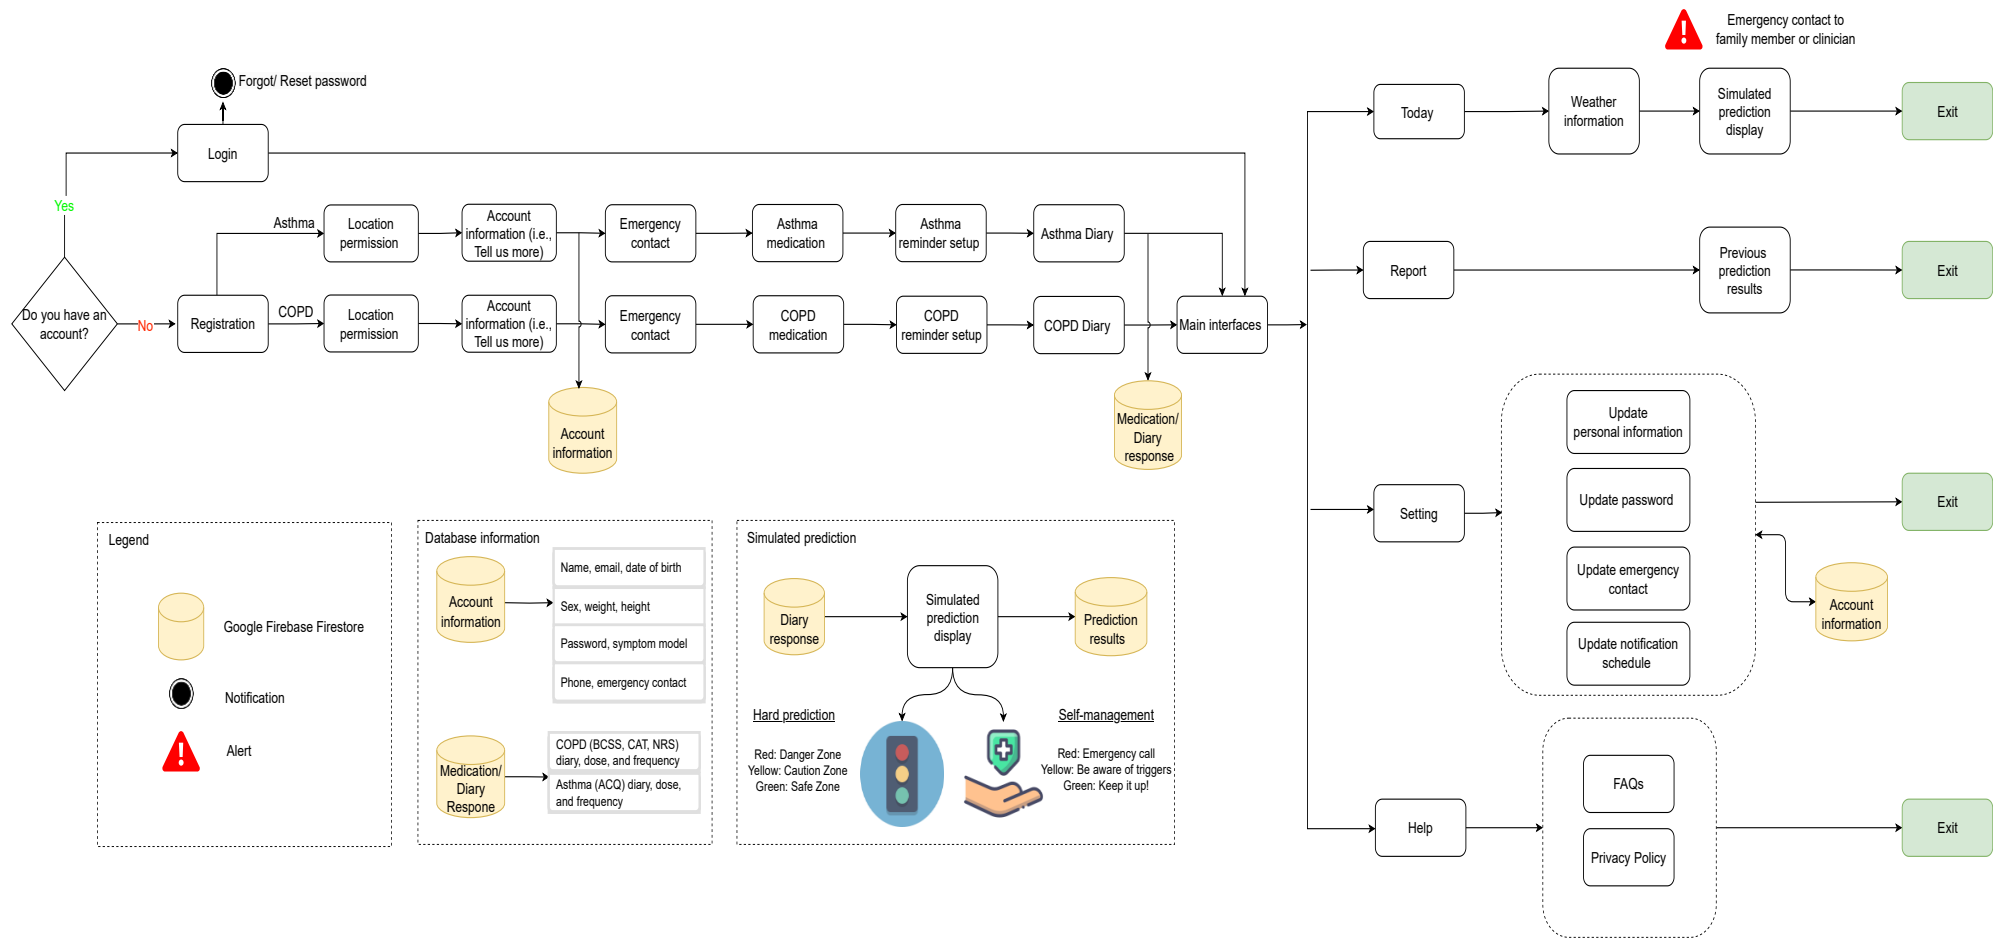 Emergency contact to
family member or clinician
Forgot/ Reset password
Login
Yes
Do you have an
account?
No
Registration
Asthma
Location
permission
Account
information (i.e.,
Tell us more)
Emergency
contact
Asthma
medication
Asthma
reminder setup
Asthma Diary
COPD
Location
permission
Account
information (i.e.,
Tell us more)
Emergency
contact
COPD
medication
COPD
reminder setup
COPD Diary
Main interfaces
Account
information
Medication/
Diary
response
Today
Weather
information
Simulated
prediction
display
Exit
Report
Previous
prediction
results
Exit
Setting
Update
personal information
Update password
Update emergency
contact
Update notification
schedule
Exit
Account
information
Help
FAQs
Privacy Policy
Exit
Legend
Google Firebase Firestore
Notification
Alert
Database information
Account
information
Name, email, date of birth
Sex, weight, height
Password, symptom model
Phone, emergency contact
Medication/
Diary
Respone
COPD (BCSS, CAT, NRS)
diary, dose, and frequency
Asthma (ACQ) diary, dose,
and frequency
Simulated prediction
Diary
response
Simulated
prediction
display
Prediction
results
Hard prediction
Red: Danger Zone
Yellow: Caution Zone
Green: Safe Zone
Self-management
Red: Emergency call
Yellow: Be aware of triggers
Green: Keep it up!